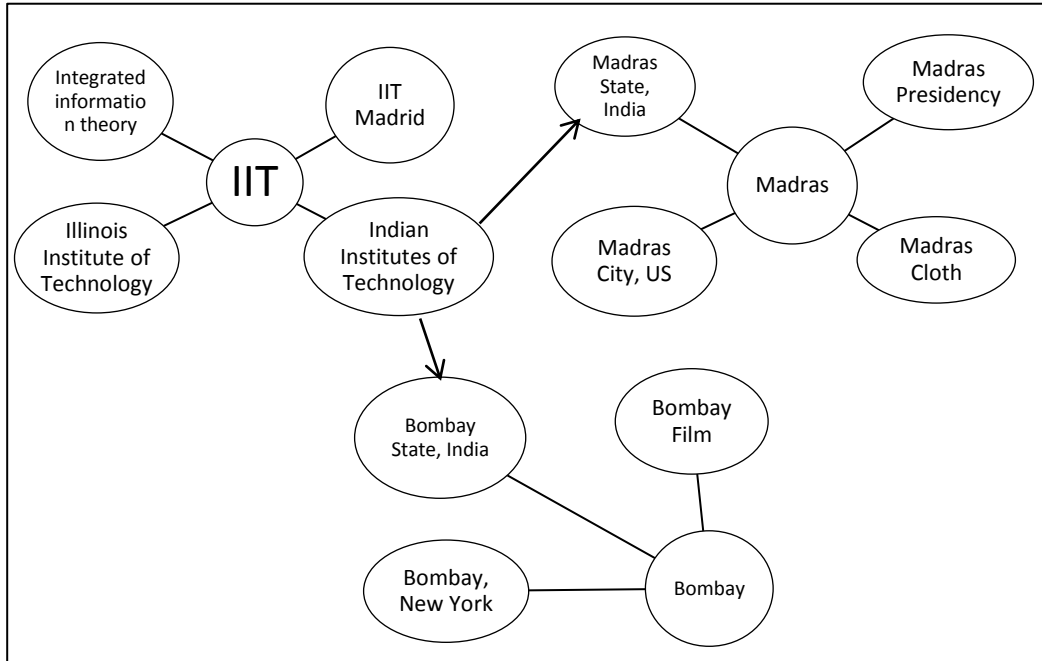 Integrated
informatio
n theory
IIT
Madrid
IIT
Illinois
Institute of
Technology
Indian
Institutes of
Technology
Madras
State,
India
Madras
Presidency
Madras
Madras
City, US
Madras
Cloth
Bombay
State, India
Bombay
Film
Bombay,
New York
Bombay